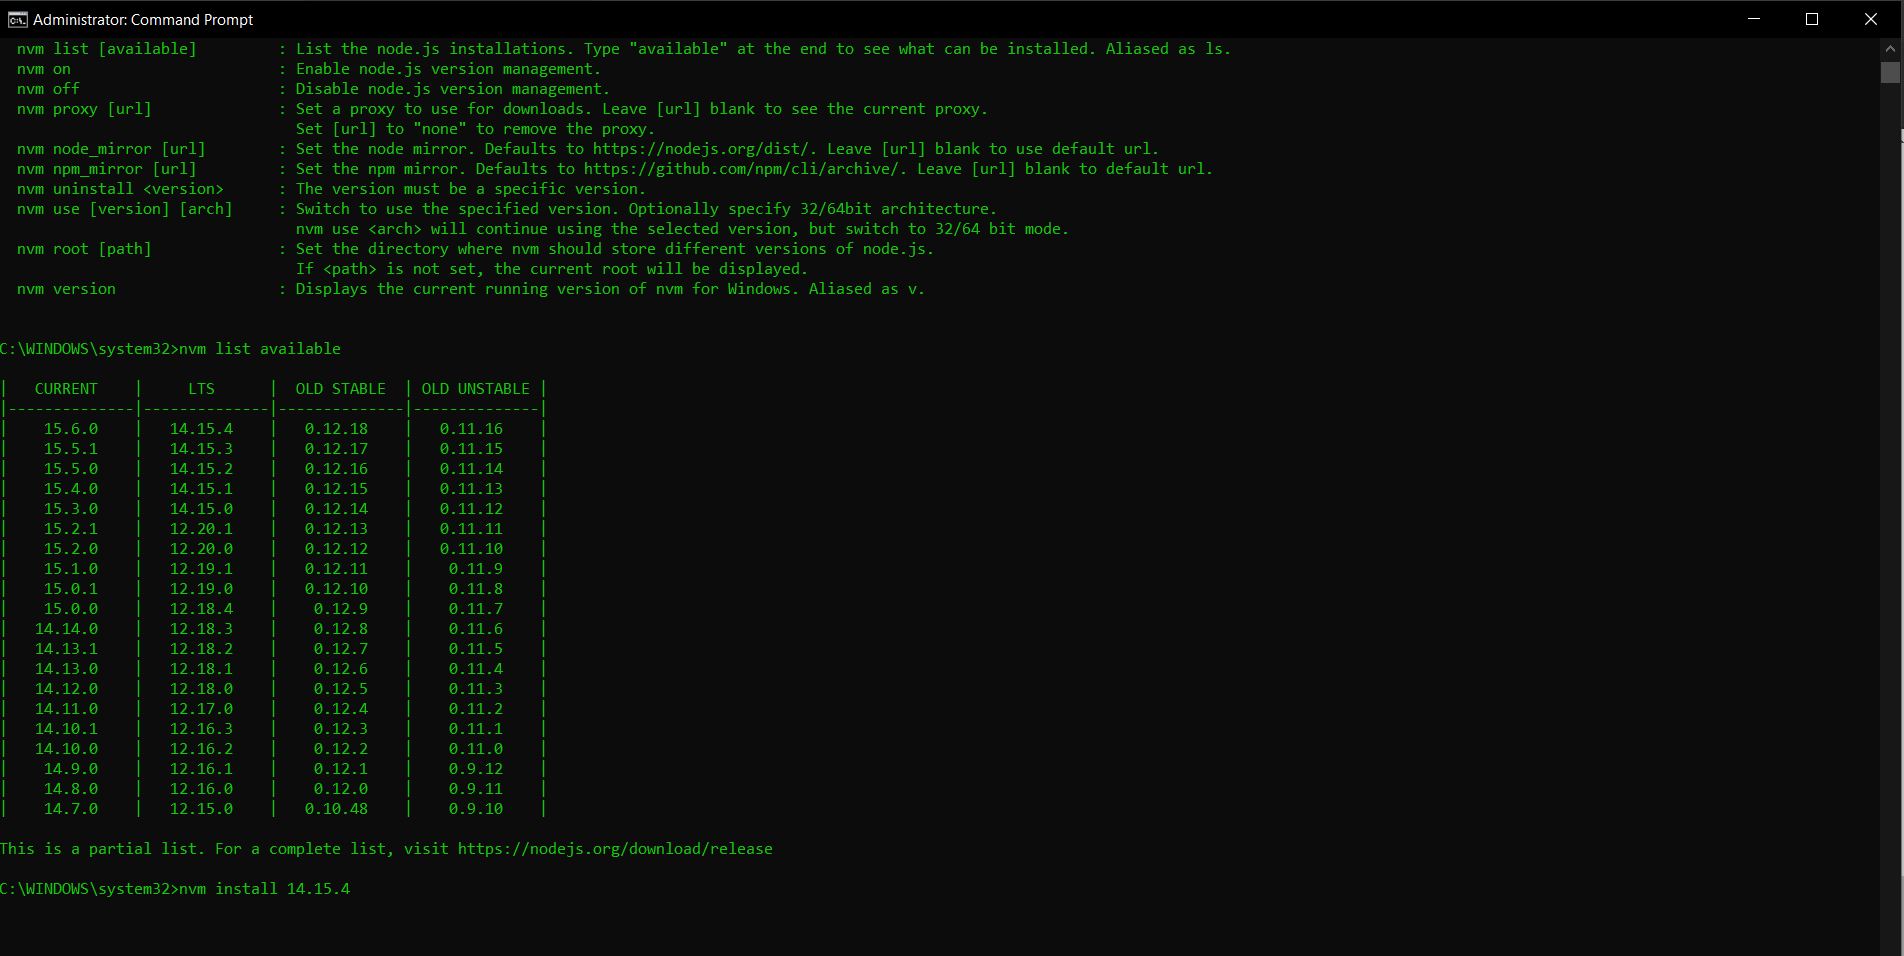 Administrator: Command Prompt
nvm list [available]         : List the node.js installations. Type "available" at the end to see what can be installed. Aliased as ls.
nvm on                       : Enable node.js version management.
nvm off                      : Disable node.js version management.
nvm proxy [url]              : Set a proxy to use for downloads. Leave [url] blank to see the current proxy.
Set [url] to "none" to remove the proxy.
nvm node_mirror [url]        : Set the node mirror. Defaults to https://nodejs.org/dist/. Leave [url] blank to use default url.
nvm npm_mirror [url]         : Set the npm mirror. Defaults to https://github.com/npm/cli/archive/. Leave [url] blank to default url.
nvm uninstall <version>      : The version must be a specific version.
nvm use [version] [arch]     : Switch to use the specified version. Optionally specify 32/64bit architecture.
nvm use <arch> will continue using the selected version, but switch to 32/64 bit mode.
nvm root [path]              : Set the directory where nvm should store different versions of node.js.
If <path> is not set, the current root will be displayed.
nvm version                  : Displays the current running version of nvm for Windows. Aliased as v.
C:\WINDOWS\system32>nvm list available
|   CURRENT    |     LTS      |  OLD STABLE  | OLD UNSTABLE |
|--------------|--------------|--------------|--------------|
|    15.6.0    |   14.15.4    |   0.12.18    |   0.11.16    |
|    15.5.1    |   14.15.3    |   0.12.17    |   0.11.15    |
|    15.5.0    |   14.15.2    |   0.12.16    |   0.11.14    |
|    15.4.0    |   14.15.1    |   0.12.15    |   0.11.13    |
|    15.3.0    |   14.15.0    |   0.12.14    |   0.11.12    |
|    15.2.1    |   12.20.1    |   0.12.13    |   0.11.11    |
|    15.2.0    |   12.20.0    |   0.12.12    |   0.11.10    |
|    15.1.0    |   12.19.1    |   0.12.11    |    0.11.9    |
|    15.0.1    |   12.19.0    |   0.12.10    |    0.11.8    |
|    15.0.0    |   12.18.4    |    0.12.9    |    0.11.7    |
|   14.14.0    |   12.18.3    |    0.12.8    |    0.11.6    |
|   14.13.1    |   12.18.2    |    0.12.7    |    0.11.5    |
|   14.13.0    |   12.18.1    |    0.12.6    |    0.11.4    |
|   14.12.0    |   12.18.0    |    0.12.5    |    0.11.3    |
|   14.11.0    |   12.17.0    |    0.12.4    |    0.11.2    |
|   14.10.1    |   12.16.3    |    0.12.3    |    0.11.1    |
|   14.10.0    |   12.16.2    |    0.12.2    |    0.11.0    |
|    14.9.0    |   12.16.1    |    0.12.1    |    0.9.12    |
|    14.8.0    |   12.16.0    |    0.12.0    |    0.9.11    |
|    14.7.0    |   12.15.0    |   0.10.48    |    0.9.10    |
This is a partial list. For a complete list, visit https://nodejs.org/download/release
C:\WINDOWS\system32>nvm install 14.15.4